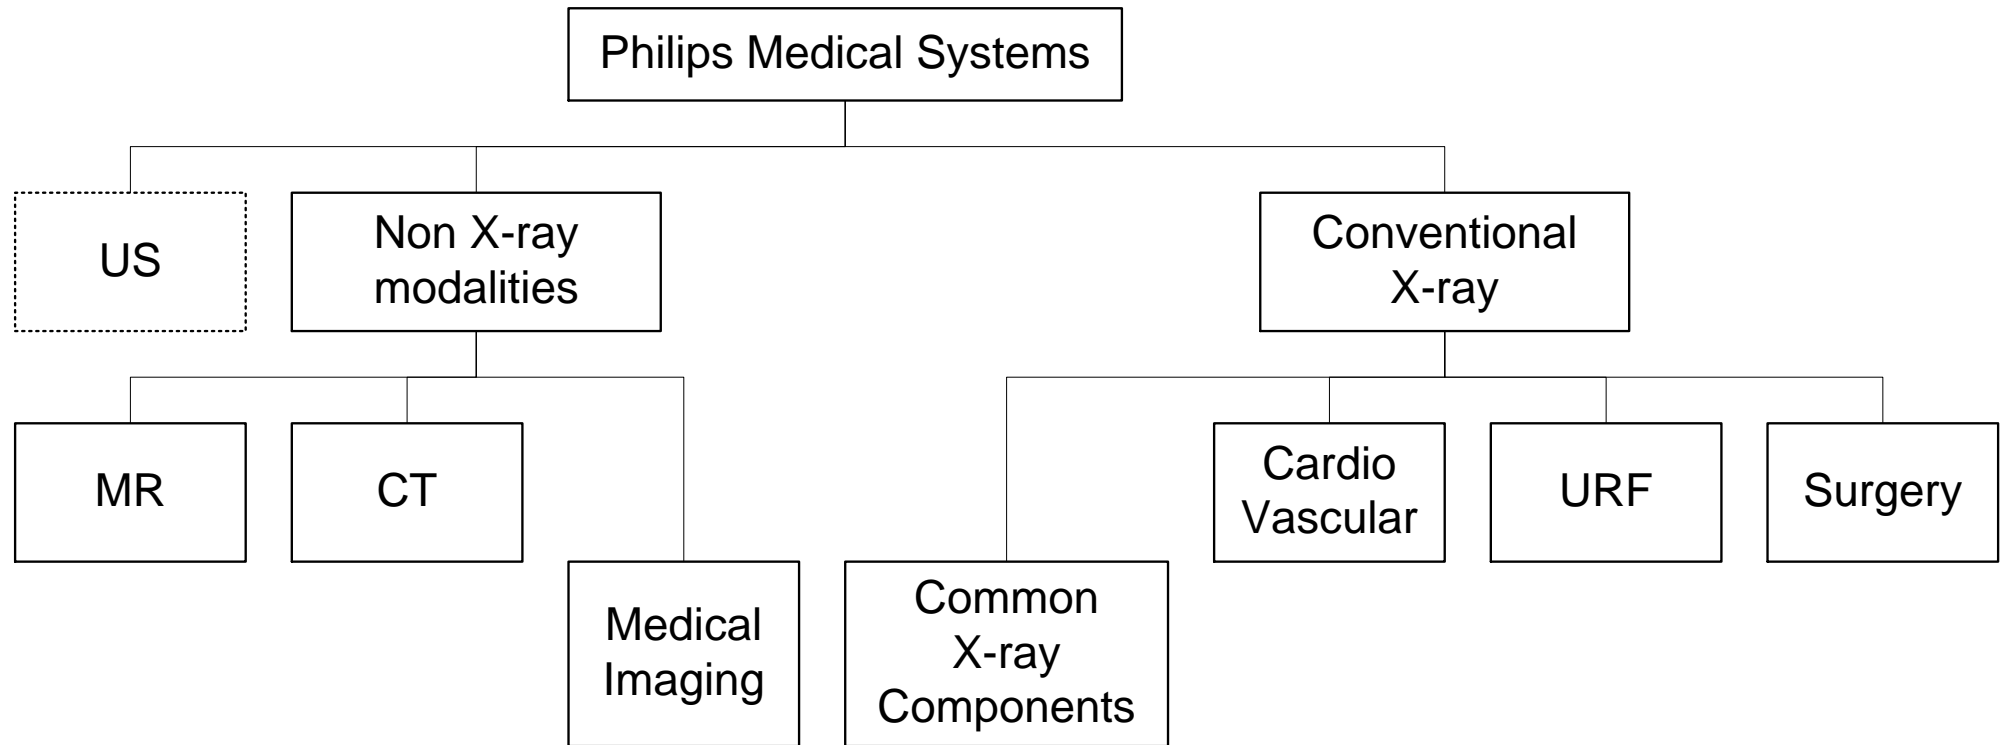 Philips Medical Systems
US
Non X-ray
modalities
Conventional
X-ray
MR
CT
Medical
Imaging
Common
X-ray
Components
Cardio
Vascular
URF
Surgery